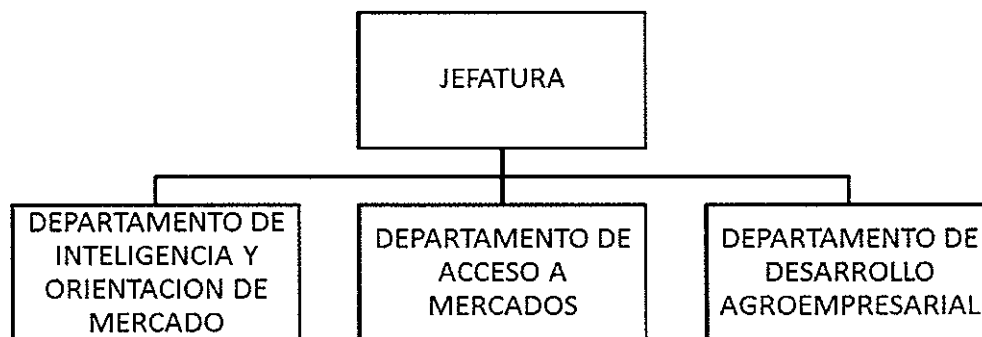 JEFATURA
DEPARTAMENTO DE
INTELIGENCIA Y
ORIENTACION DE
MERCADO
DEPARTAMENTO DE
ACCESO A
MERCADOS
DEPARTAMENTO DE
DESARROLLO
AGROEMPRESARIAL